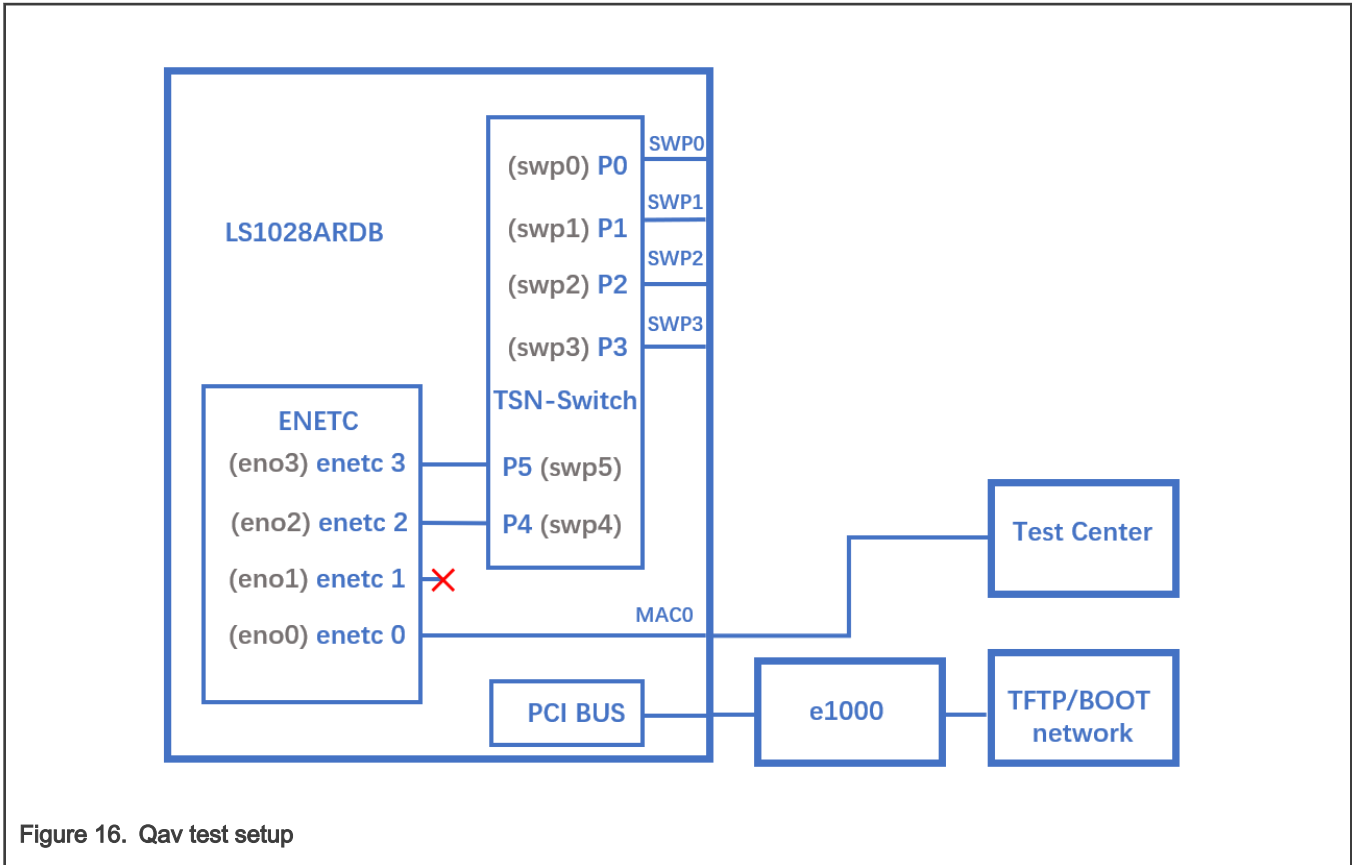 (swp0) P0
SWP0
(swp1) P1
SWP1
LS1028ARDB
(swp2) P2
SWP2
(swp3) P3
SWP3
TSN-Switch
ENETC
(eno3) enetc 3
P5 (swp5)
(eno2) enetc 2
P4 (swp4)
(eno1) enetc 1
(eno0) enetc 0
MAC0
Test Center
PCI BUS
e1000
TFTP/BOOT
network
Figure 16. Qav test setup